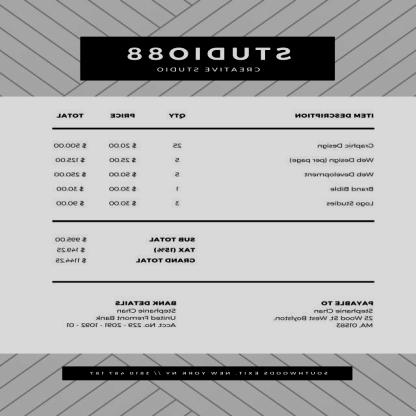 STUDIO88
CREATIVE STUDIO
ITEM DESCRIPTION QTY PRICE TOTAL
Graphic Design 25 $ 20.00 $ 500.00
Web Design (per page) 5 $ 25.00 $ 125.00
Web Development 5 $ 50.00 $ 250.00
Brand Bible 1 $ 30.00 $ 30.00
Logo Studies 3 $ 30.00 $ 90.00
SUB TOTAL $ 995.00
TAX (15%) $ 149.25
GRAND TOTAL $ 1144.25
PAYABLE TO
Stephanie Chan
25 Wood St. West Boylston,
MA, 01583
BANK DETAILS
Stephanie Chan
United Fremont Bank
Acct. No. 229 - 2091 - 1092 - 01
SOUTHWOODS EXIT, NEW YORK NY //